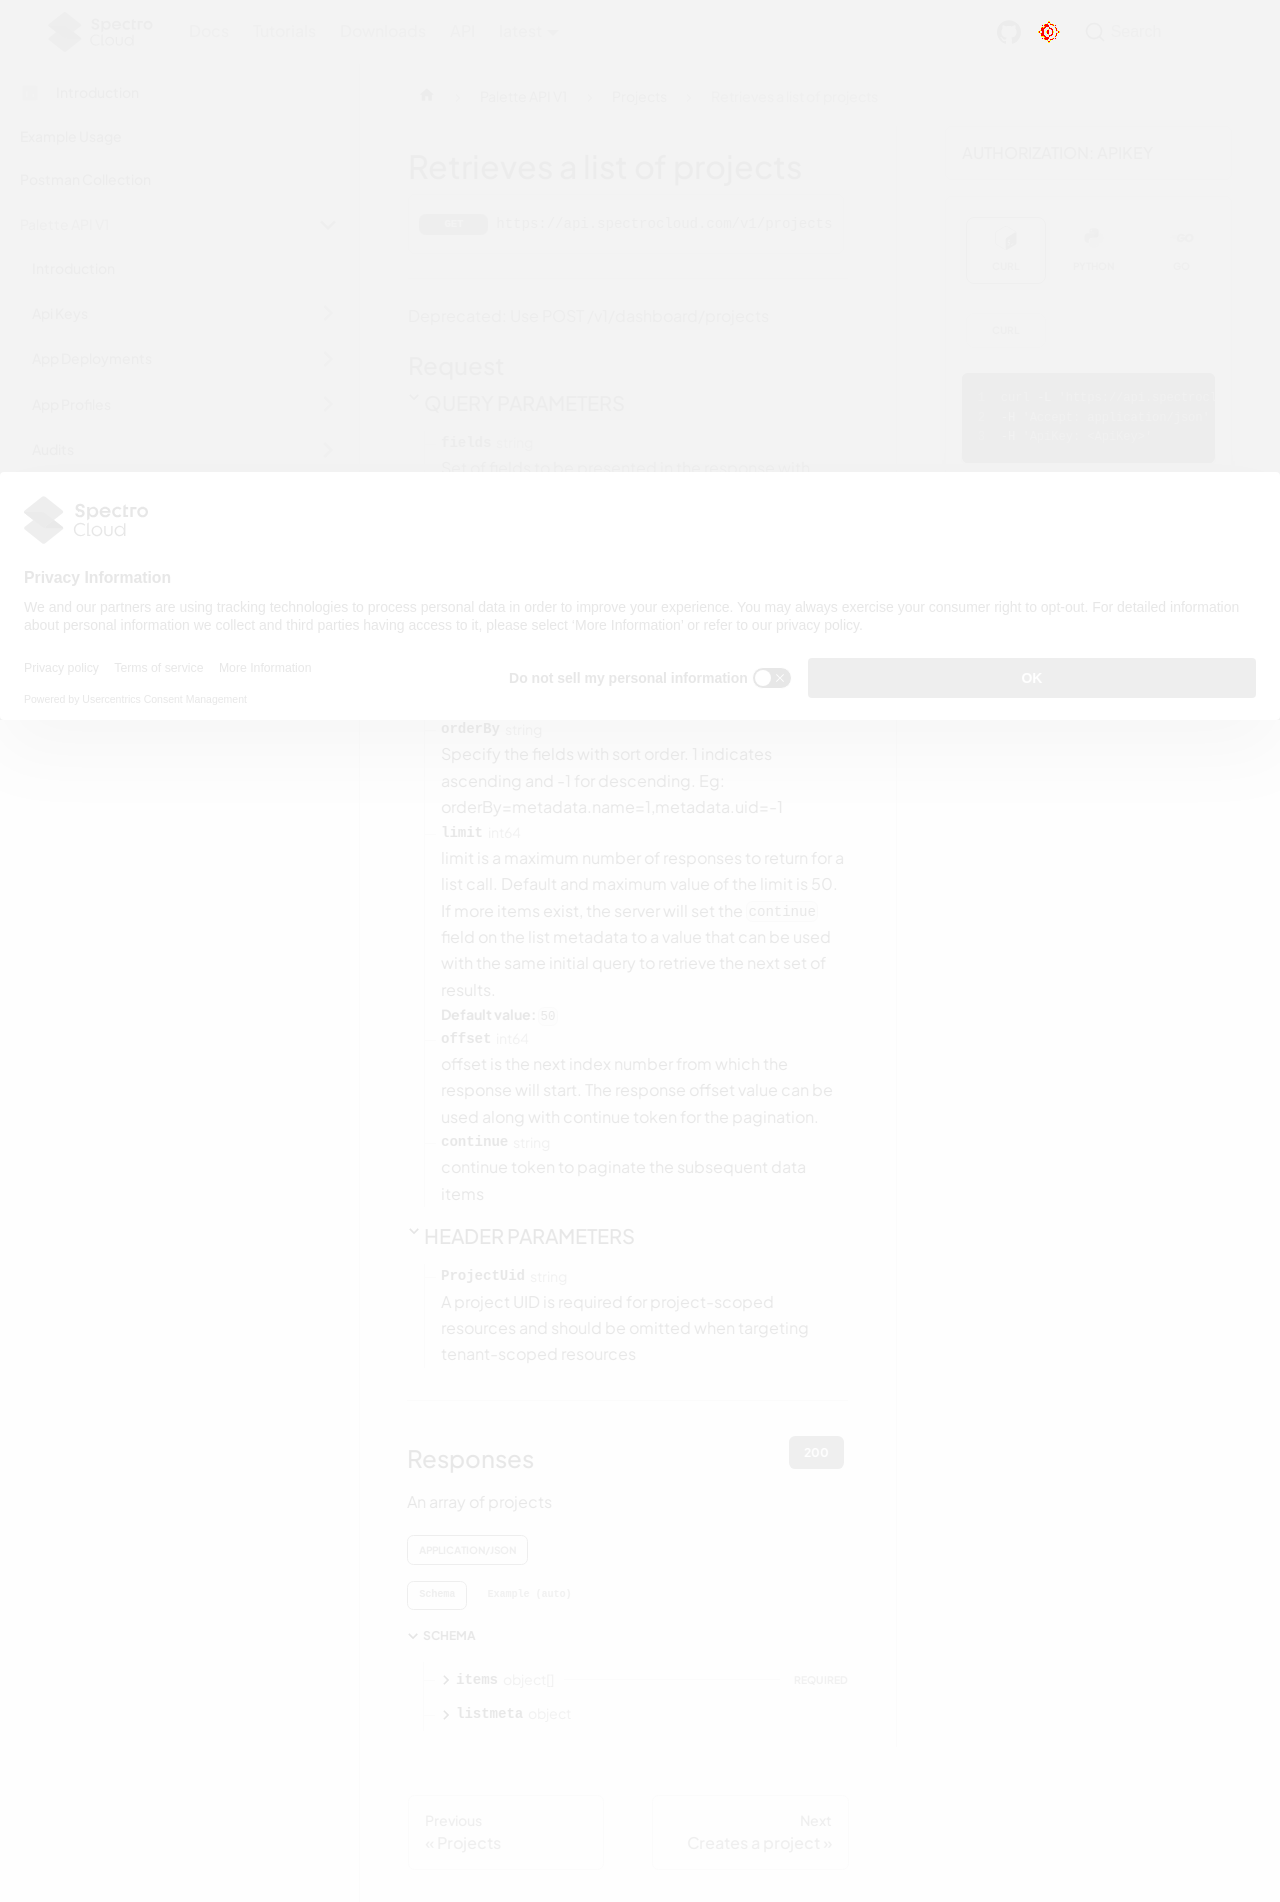 Spectro
Cloud
Docs
Tutorials
Downloads
API
latest
Search
Introduction
Example Usage
Postman Collection
Palette API V1
Introduction
Api Keys
App Deployments
App Profiles
Audits
Palette API V1
Projects
Retrieves a list of projects
Retrieves a list of projects
GET
https://api.spectrocloud.com/v1/projects
Deprecated. Use POST /v1/dashboard/projects
Request
QUERY PARAMETERS
fields string
Set of fields to be presented in the response with
AUTHORIZATION: APIKEY
CURL
PYTHON
GO
GO
CURL
Spectro
Cloud
Privacy Information
We and our partners are using tracking technologies to process personal data in order to improve your experience. You may always exercise your consumer right to opt-out. For detailed information
about personal information we collect and third parties having access to it, please select 'More Information' or refer to our privacy policy.
Privacy policy
Terms of service
More Information
Powered by Usercentrics Consent Management
Do not sell my personal information
OK
orderBy string
Specify the fields with sort order. 1 indicates
ascending and -1 for descending. Eg:
orderBy=metadata.name=1,metadata.uid=-1
limit int64
limit is a maximum number of responses to return for a
list call. Default and maximum value of the limit is 50.
If more items exist, the server will set the continue
field on the list metadata to a value that can be used
with the same initial query to retrieve the next set of
results.
Default value: 50
offset int64
offset is the next index number from which the
response will start. The response offset value can be
used along with continue token for the pagination.
continue string
continue token to paginate the subsequent data
items
HEADER PARAMETERS
ProjectUid string
A project UID is required for project-scoped
resources and should be omitted when targeting
tenant-scoped resources
Responses
200
An array of projects
APPLICATION/JSON
Schema
Example (auto)
SCHEMA
items object[]
REQUIRED
listmeta object
Previous
« Projects
Next
Creates a project »